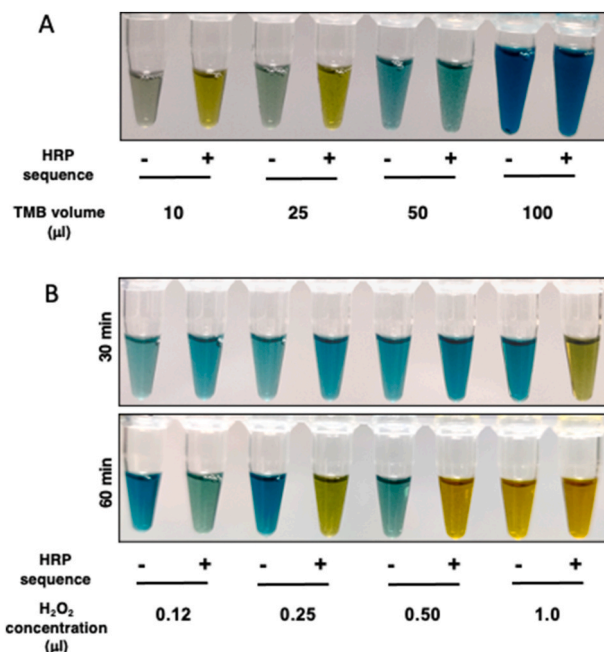 A
HRP
sequence
- + - + - + - +
TMB volume
(µl)
10 25 50 100
B
30 min
60 min
HRP
sequence
- + - + - + - +
H₂O₂
concentration
(µl)
0.12 0.25 0.50 1.0